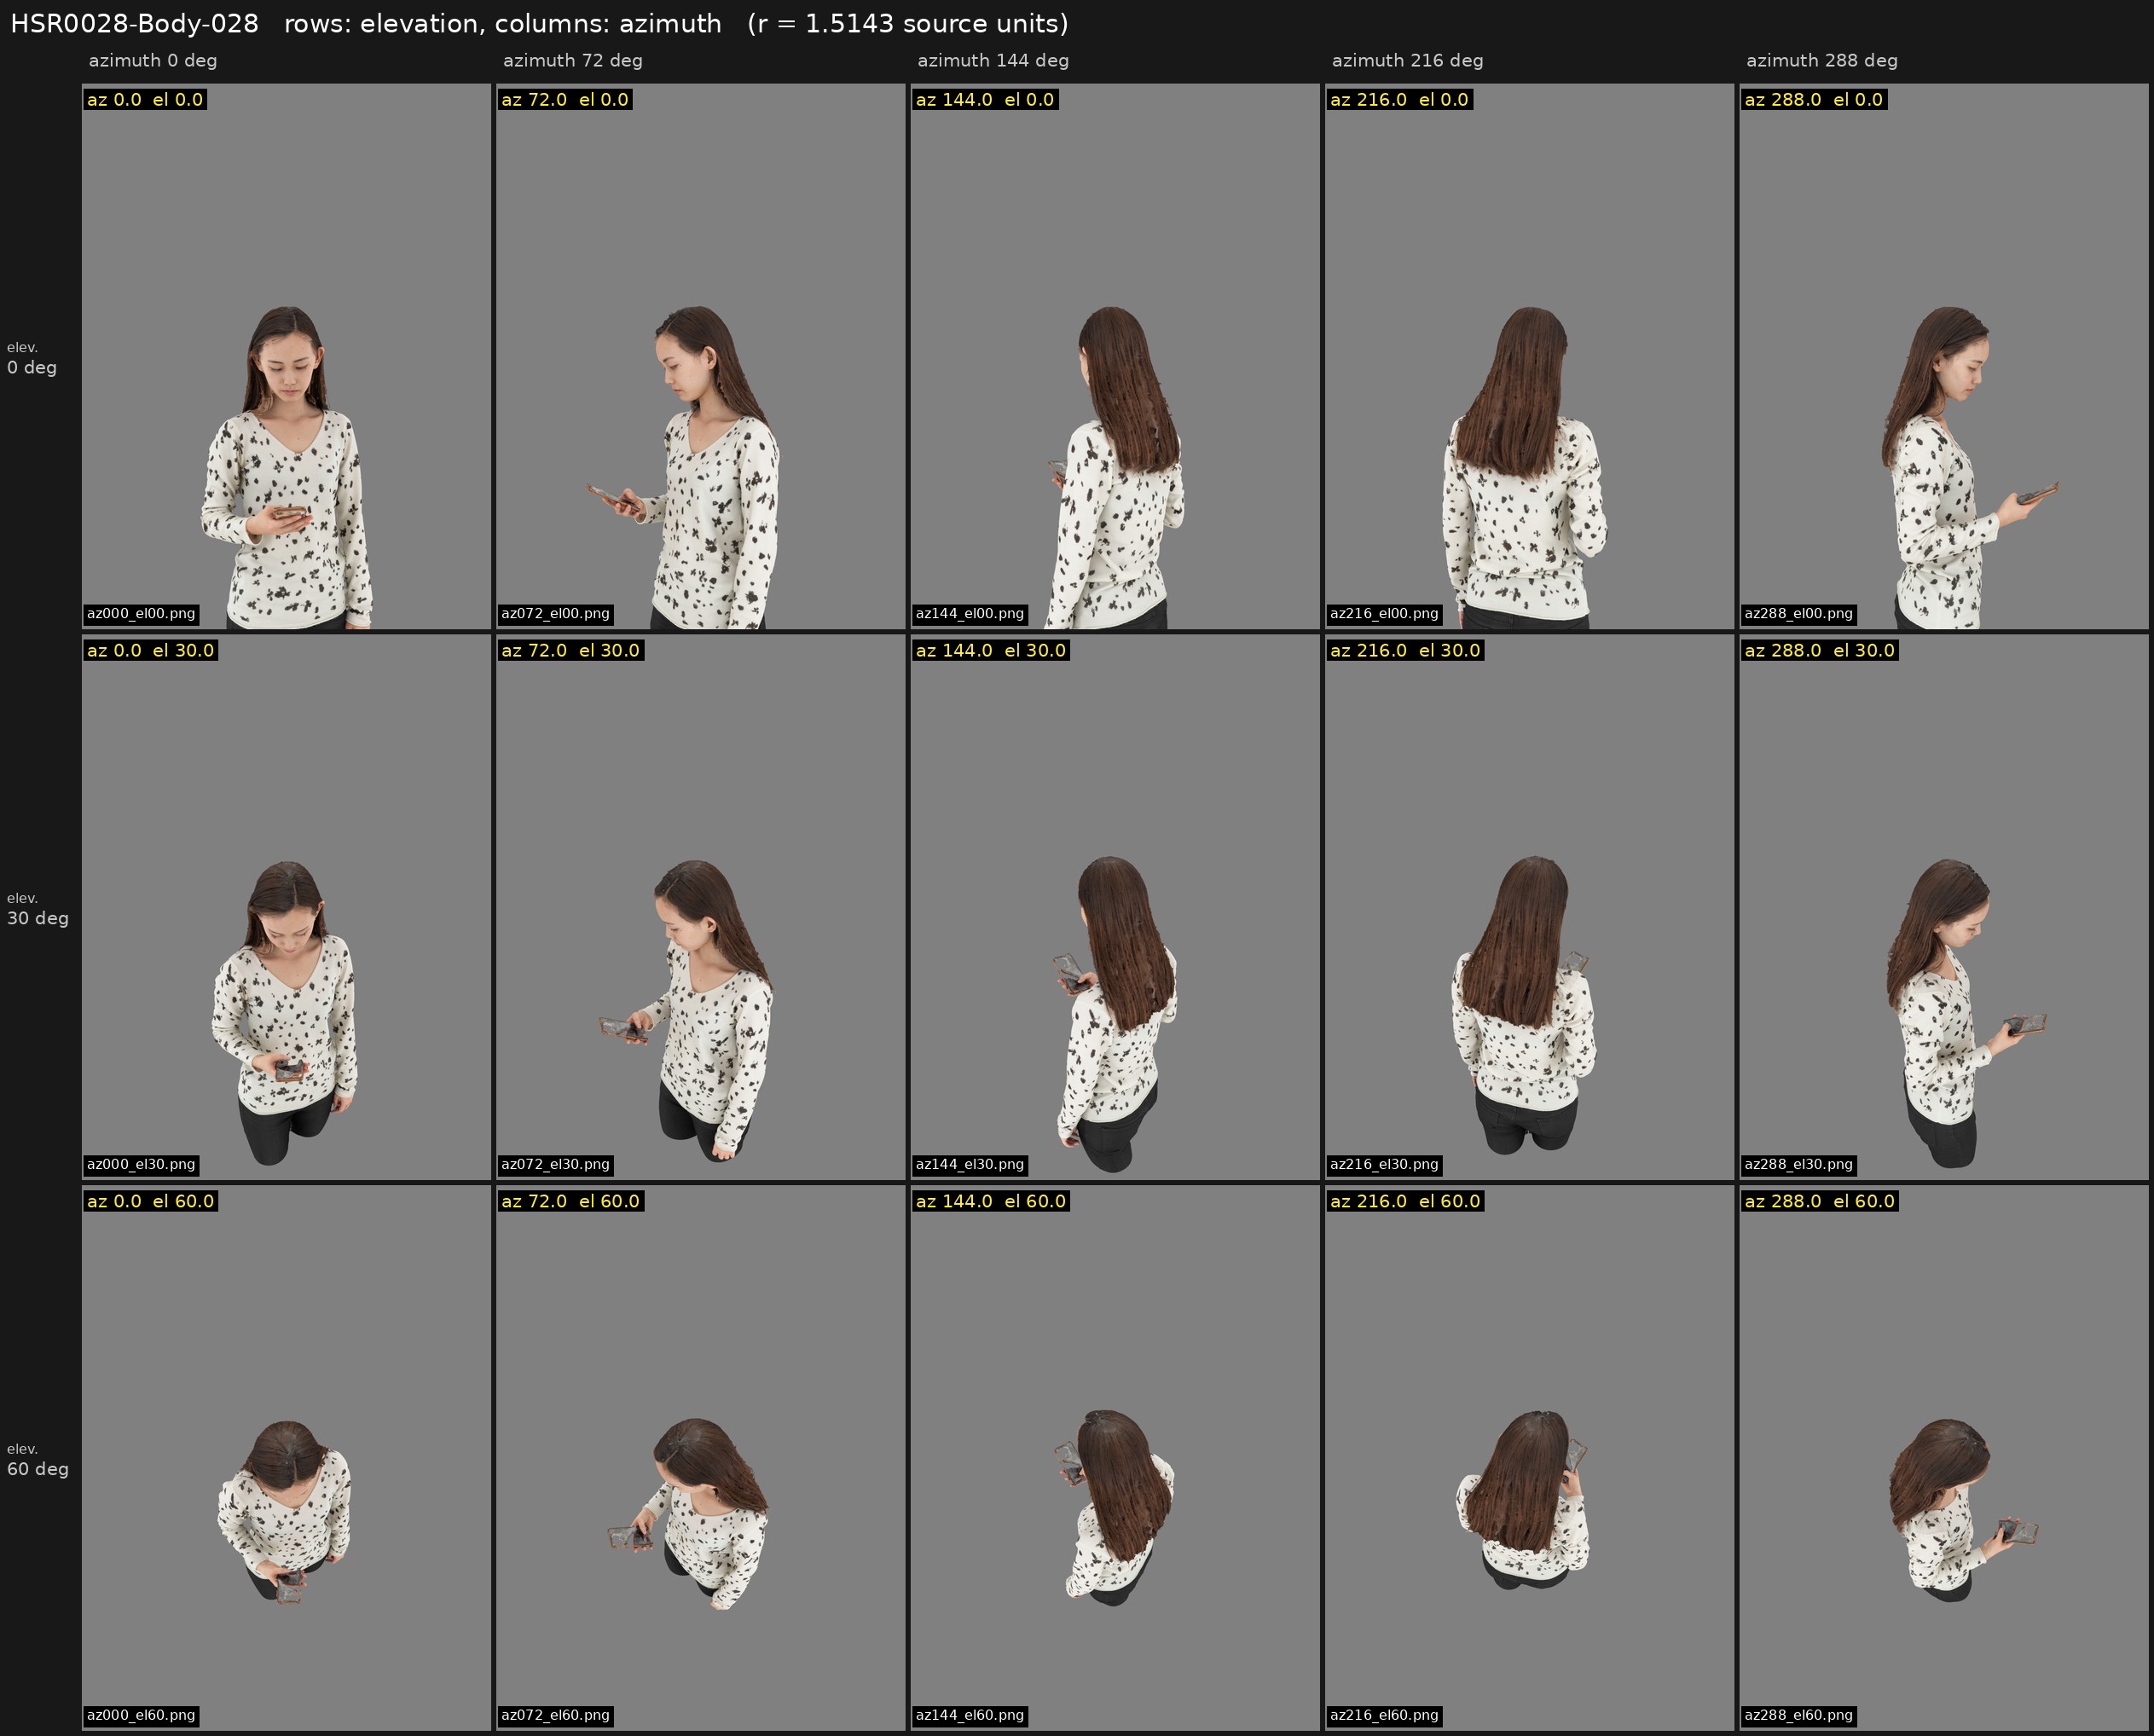 HSR0028-Body-028 rows: elevation, columns: azimuth (r = 1.5143 source units)
azimuth 0 deg azimuth 72 deg azimuth 144 deg azimuth 216 deg azimuth 288 deg
az 0.0 el 0.0 az 72.0 el 0.0 az 144.0 el 0.0 az 216.0 el 0.0 az 288.0 el 0.0
elev.
0 deg
az000_el00.png az072_el00.png az144_el00.png az216_el00.png az288_el00.png
az 0.0 el 30.0 az 72.0 el 30.0 az 144.0 el 30.0 az 216.0 el 30.0 az 288.0 el 30.0
elev.
30 deg
az000_el30.png az072_el30.png az144_el30.png az216_el30.png az288_el30.png
az 0.0 el 60.0 az 72.0 el 60.0 az 144.0 el 60.0 az 216.0 el 60.0 az 288.0 el 60.0
elev.
60 deg
az000_el60.png az072_el60.png az144_el60.png az216_el60.png az288_el60.png